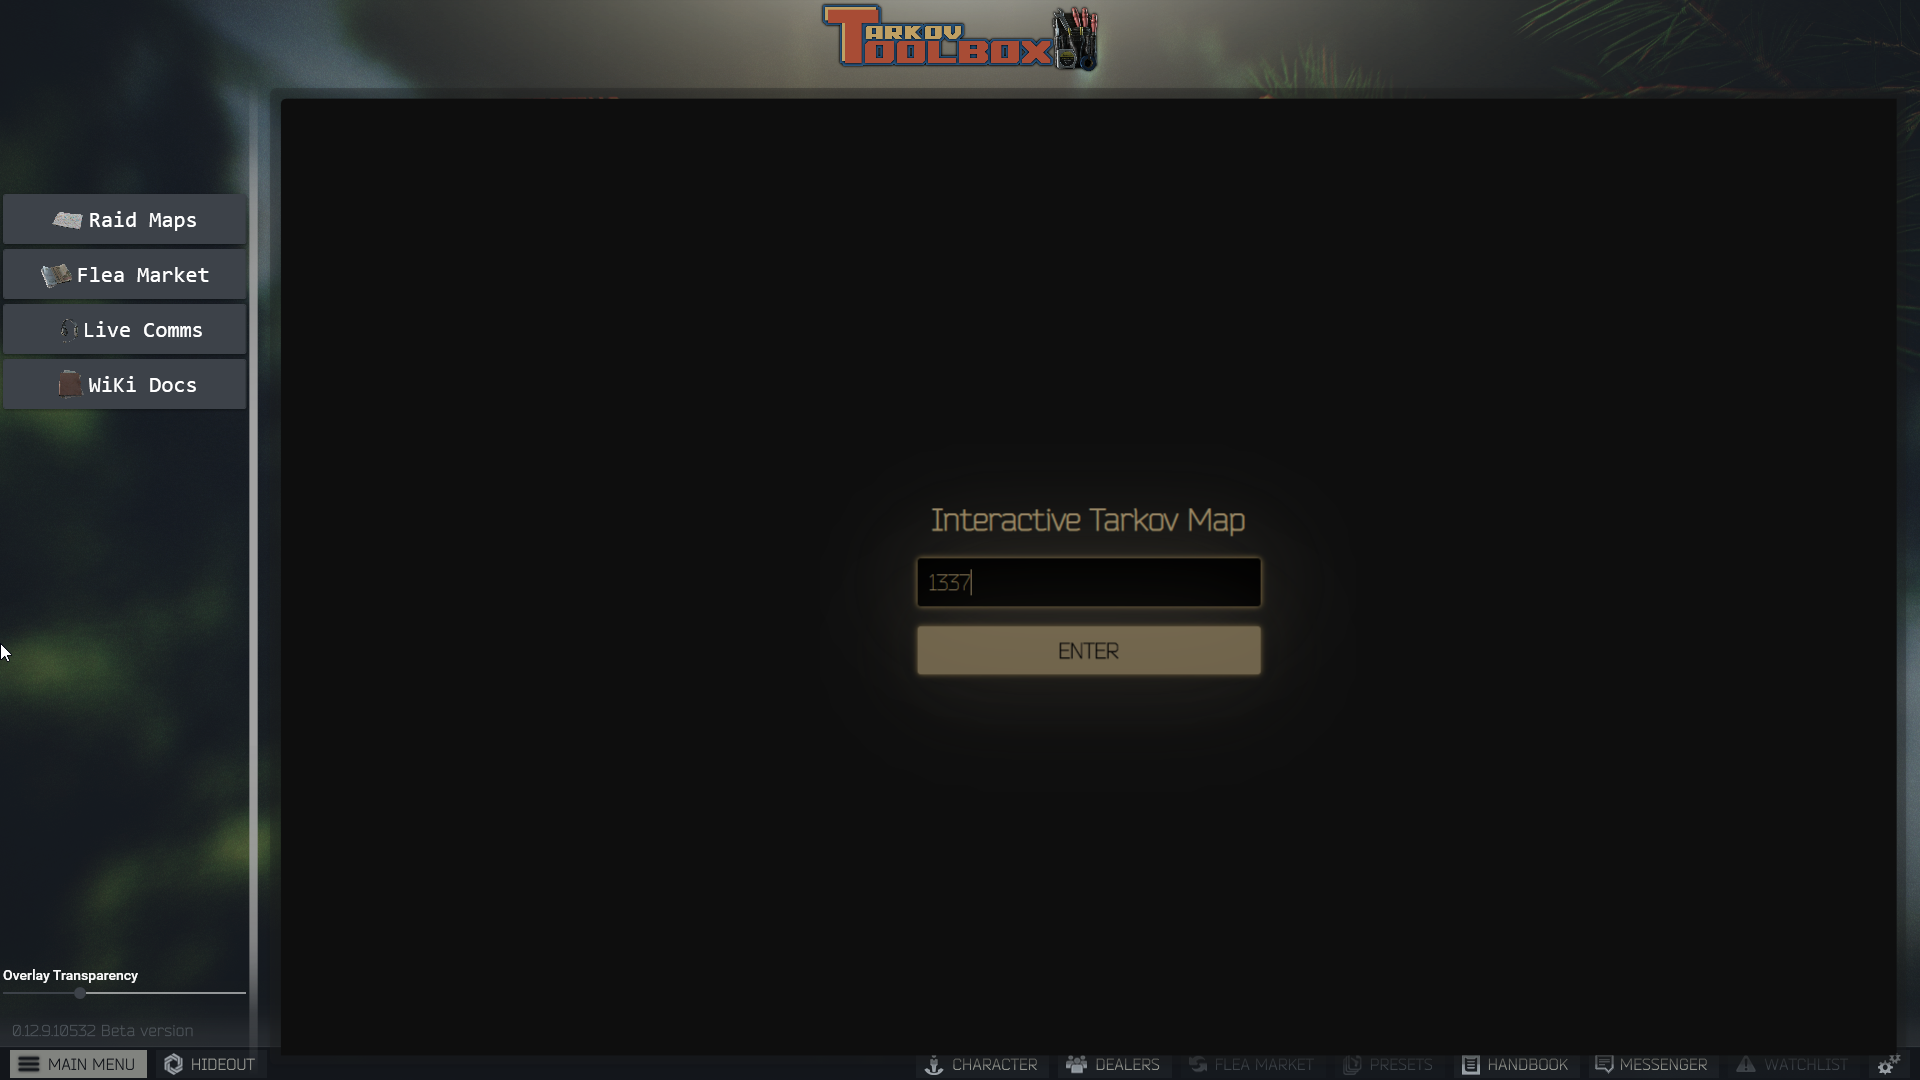 TARKOV
TOOLBOX
Raid Maps
Flea Market
Live Comms
WiKi Docs
Interactive Tarkov Map
1337
ENTER
Overlay Transparency
0.12.9.10532 Beta version
MAIN MENU
HIDEOUT
CHARACTER
DEALERS
FLEA MARKET
PRESETS
HANDBOOK
MESSENGER
WATCHLIST